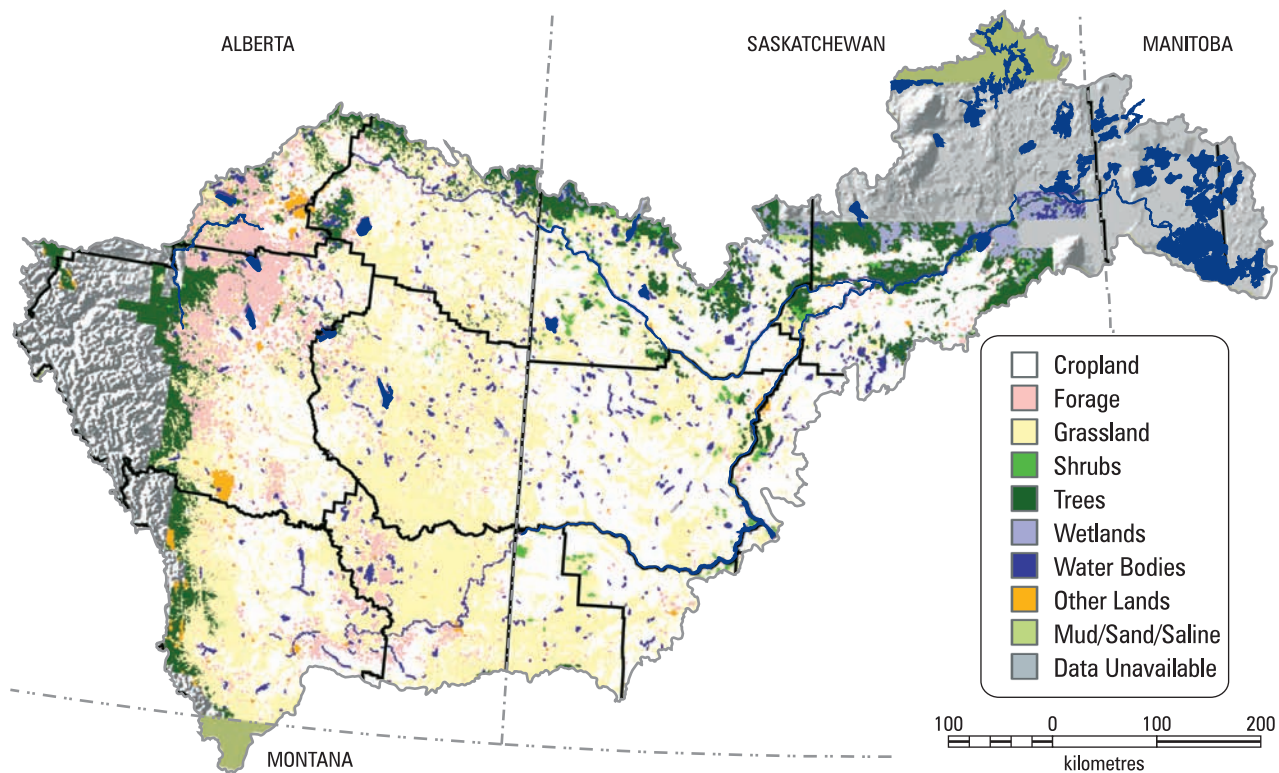 ALBERTA
SASKATCHEWAN
MANITOBA
Cropland
Forage
Grassland
Shrubs
Trees
Wetlands
Water Bodies
Other Lands
Mud/Sand/Saline
Data Unavailable
100 0 100 200
kilometres
MONTANA